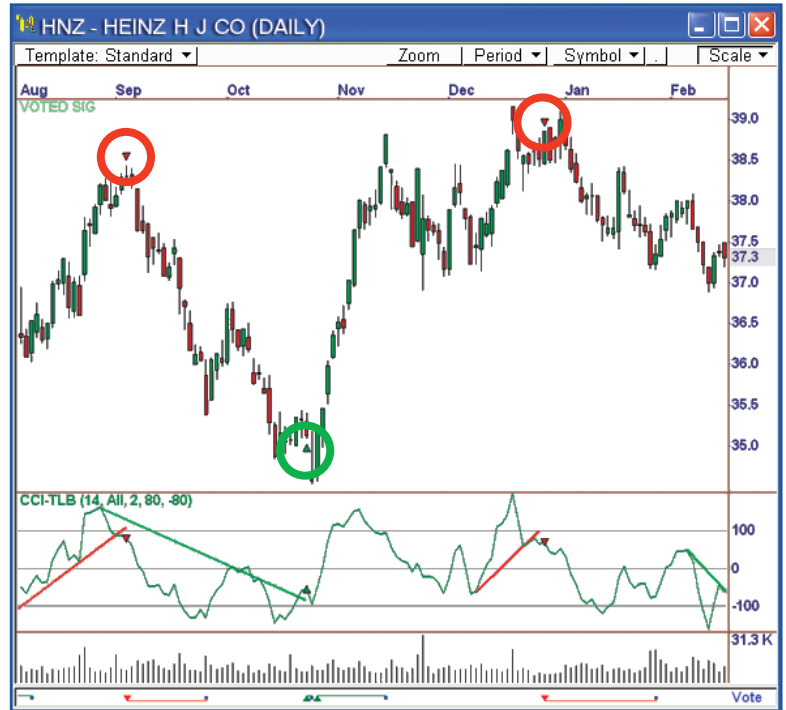 HNZ - HEINZ H J CO (DAILY)
Template: Standard Zoom Period Symbol . Scale
Aug Sep Oct Nov Dec Jan Feb
VOTED SIG
39.0
38.5
38.0
37.5
37.3
37.0
36.5
36.0
35.5
35.0
CCI-TLB (14, All, 2, 80, -80)
100
0
-100
31.3 K
Vote